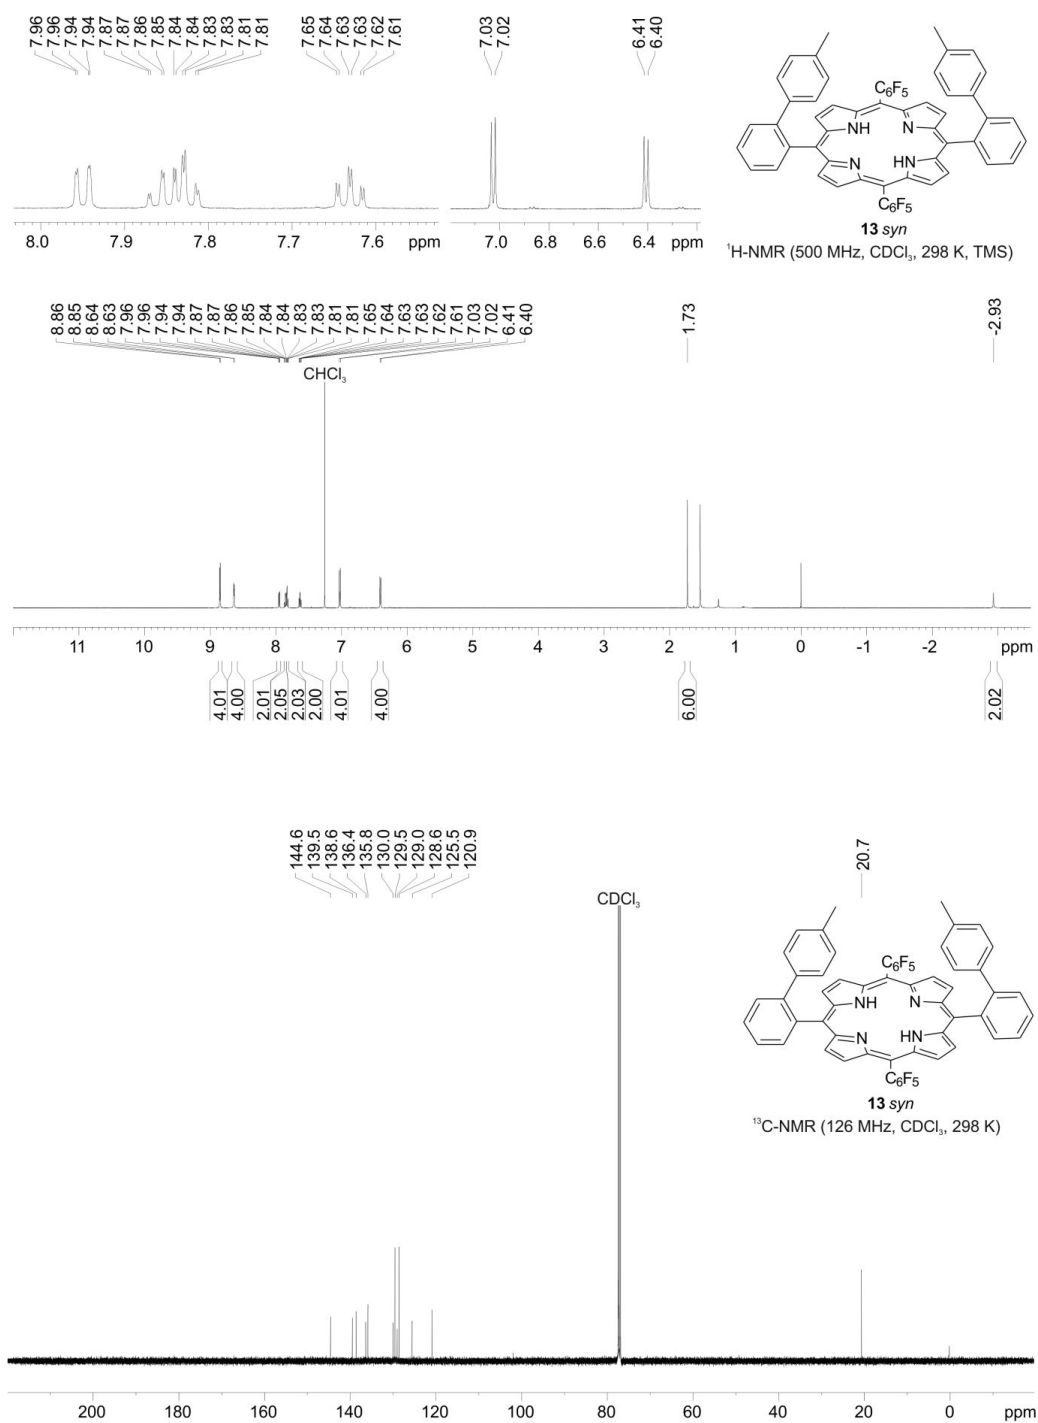 7.96 7.96 7.94 7.94 7.87 7.87 7.86 7.85 7.84 7.84 7.83 7.83 7.81 7.81 7.65 7.64 7.63 7.63 7.62 7.61 7.03 7.02 6.41 6.40
C₆F₅
NH N
N HN
C₆F₅
13 syn
¹H-NMR (500 MHz, CDCl₃, 298 K, TMS)
8.0 7.9 7.8 7.7 7.6 ppm 7.0 6.8 6.6 6.4 ppm
8.86 8.85 8.64 8.63 7.96 7.96 7.94 7.94 7.87 7.87 7.86 7.85 7.84 7.84 7.83 7.83 7.81 7.81 7.65 7.64 7.63 7.63 7.62 7.61 7.03 7.02 6.41 6.40 1.73 -2.93
CHCl₃
11 10 9 8 7 6 5 4 3 2 1 0 -1 -2 ppm
4.01 4.00 2.01 2.05 2.03 2.00 4.01 4.00 6.00 2.02
144.6 139.5 138.6 136.4 135.8 130.0 129.5 129.0 128.6 125.5 120.9 20.7
CDCl₃
C₆F₅
NH N
N HN
C₆F₅
13 syn
¹³C-NMR (126 MHz, CDCl₃, 298 K)
200 180 160 140 120 100 80 60 40 20 0 ppm